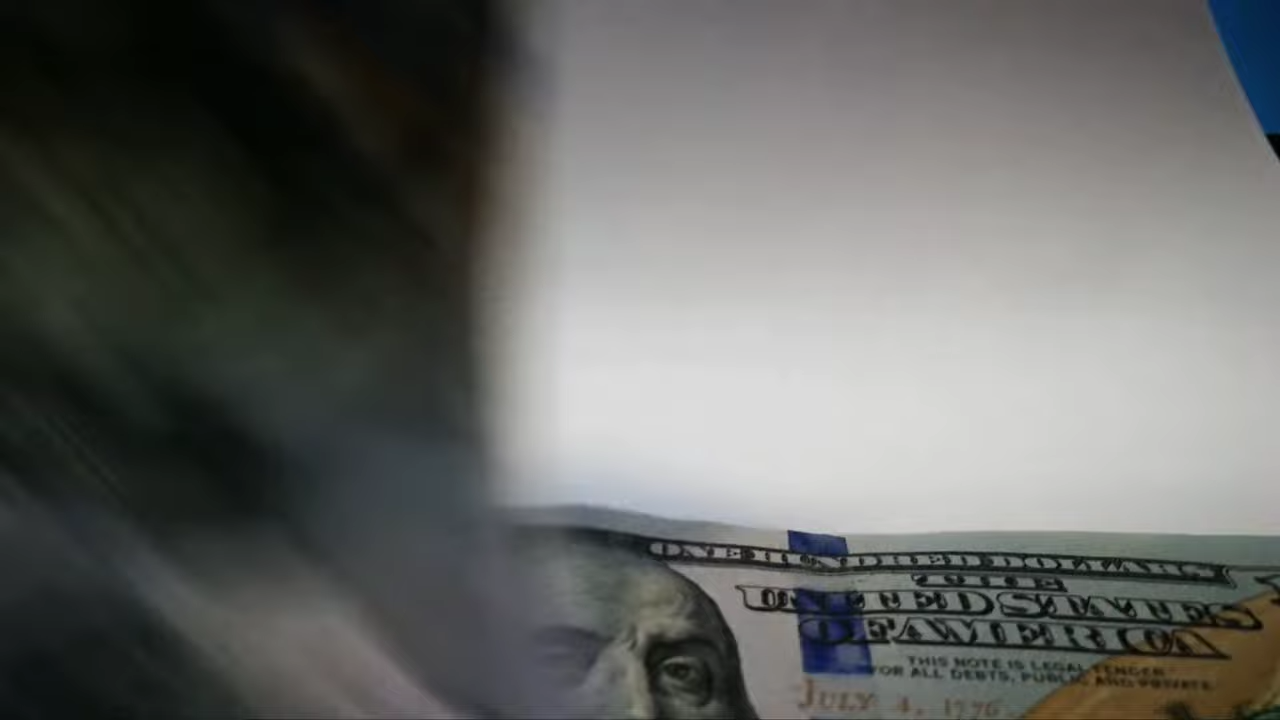 ONE HUNDRED DOLLARS
THE
UNITED STATES
OF AMERICA
THIS NOTE IS LEGAL TENDER
FOR ALL DEBTS, PUBLIC AND PRIVATE
JULY 4, 1776